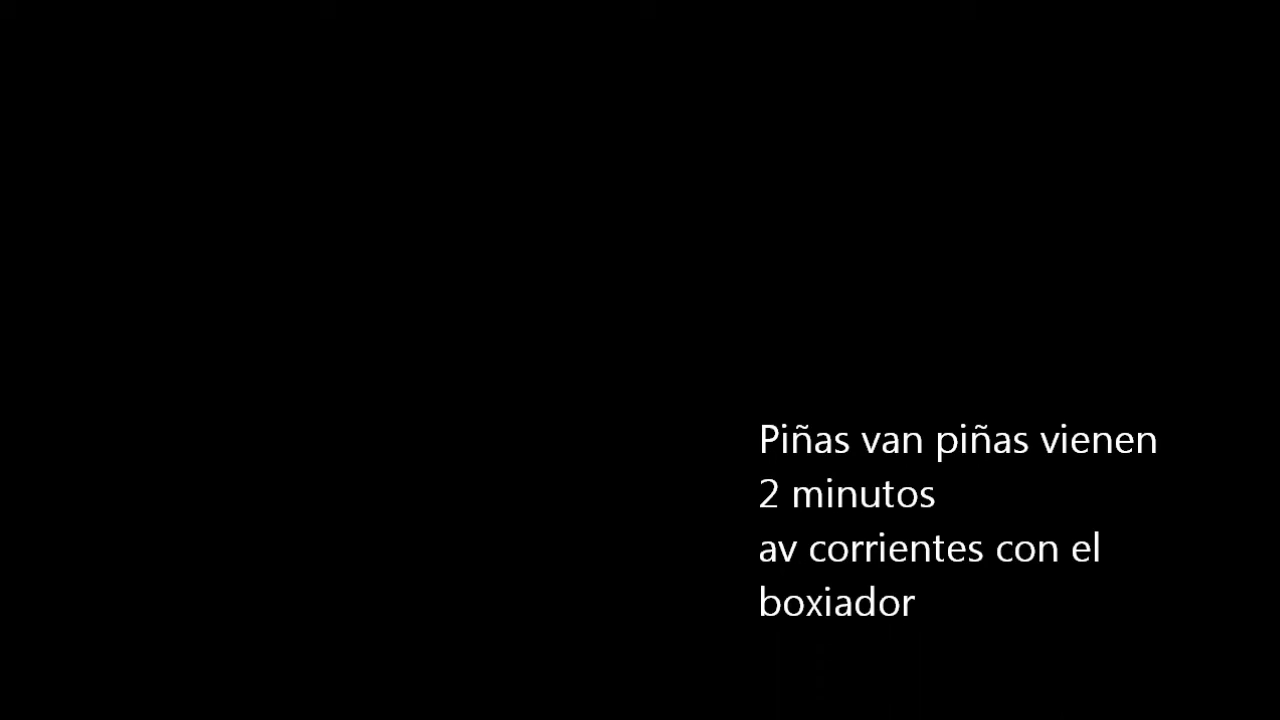 Piñas van piñas vienen
2 minutos
av corrientes con el
boxiador